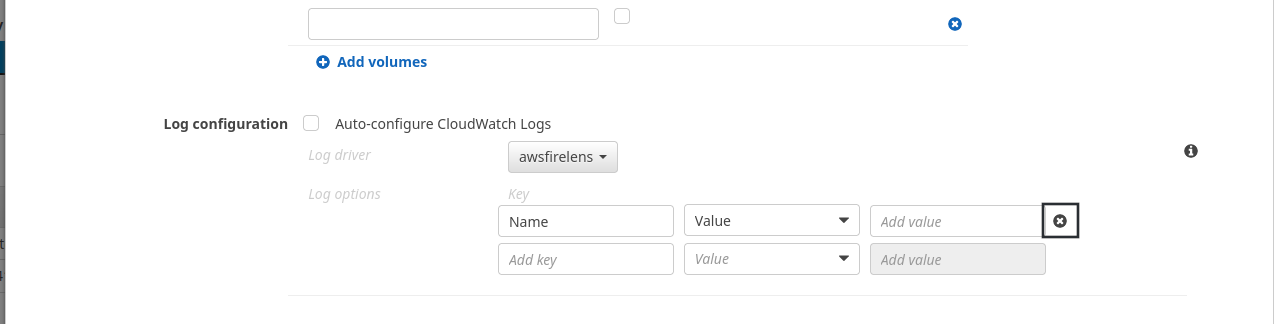 Add volumes
Log configuration Auto-configure CloudWatch Logs
Log driver awsfirelens
Log options Key
Name Value Add value
Add key Value Add value